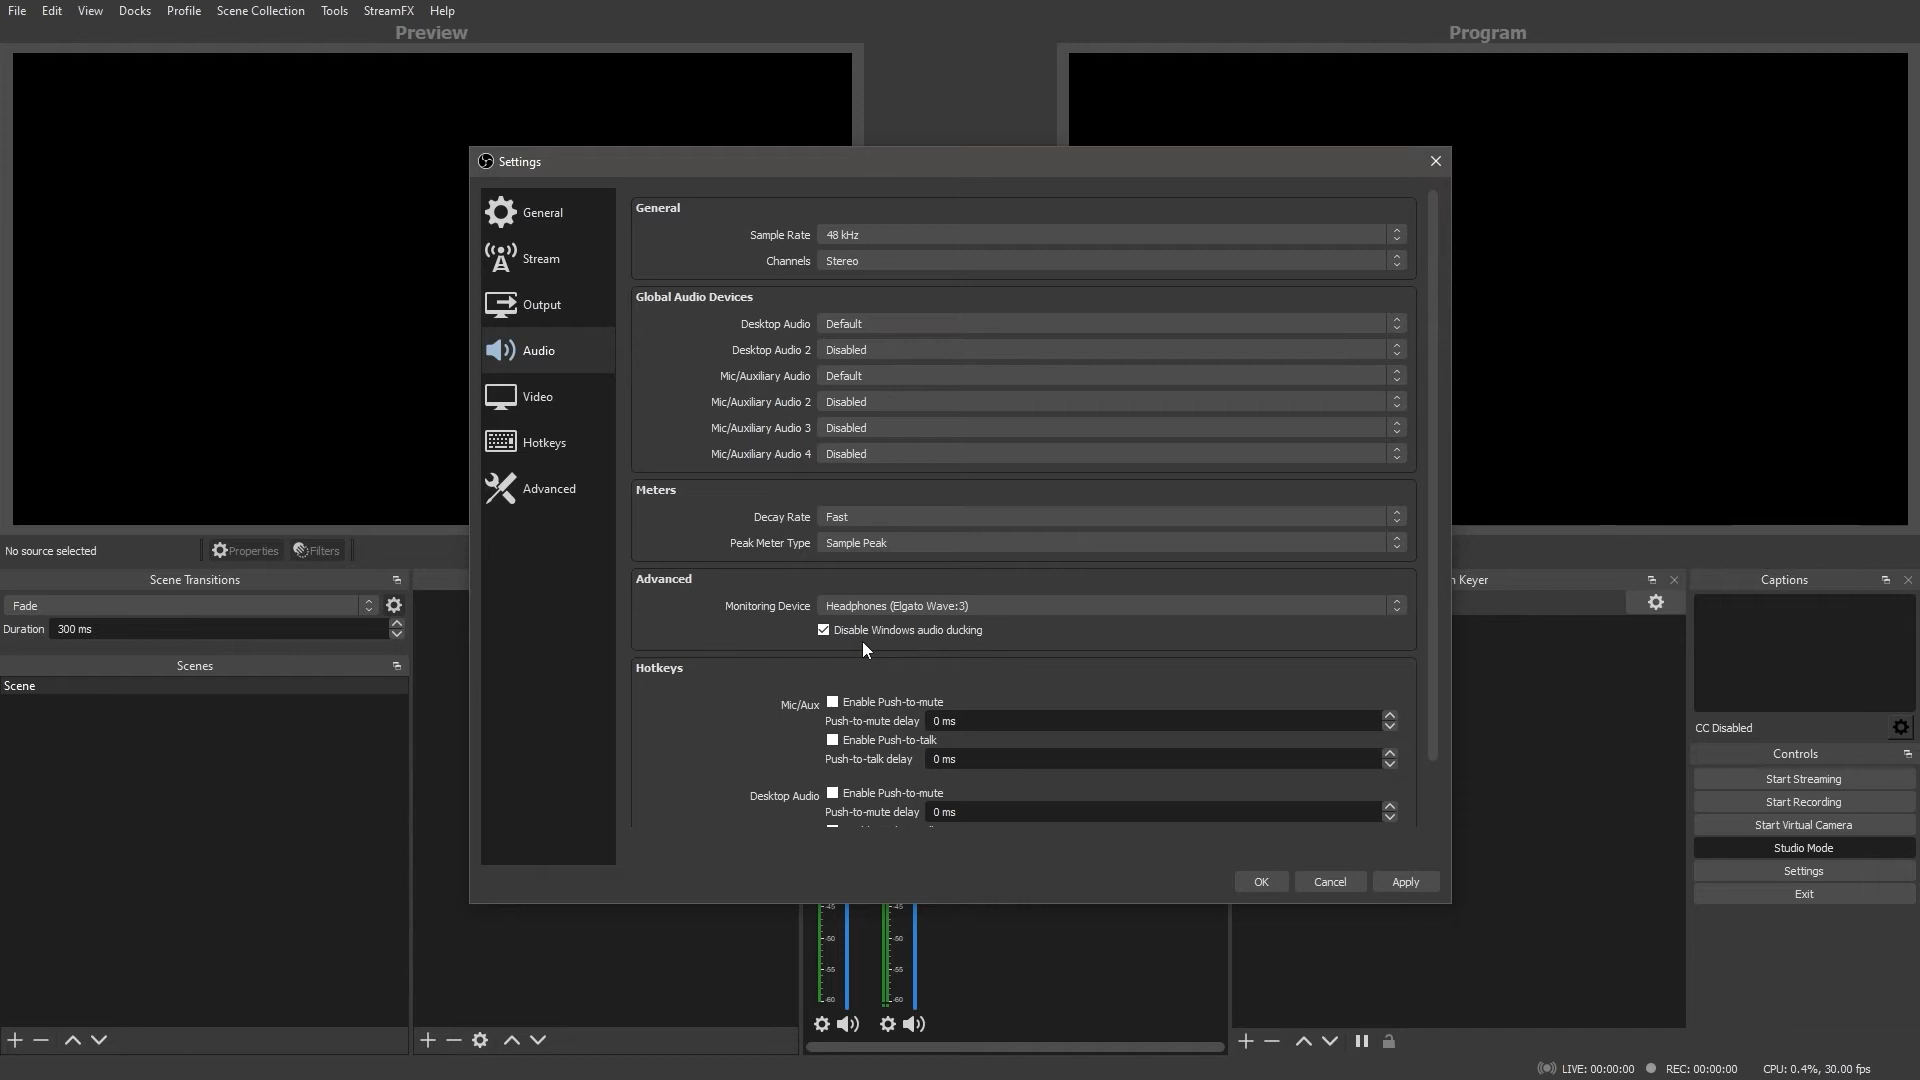 File Edit View Docks Profile Scene Collection Tools StreamFX Help
Preview
Program
Settings
General
Stream
Output
Audio
Video
Hotkeys
Advanced
General
Sample Rate 48 kHz
Channels Stereo
Global Audio Devices
Desktop Audio Default
Desktop Audio 2 Disabled
Mic/Auxiliary Audio Default
Mic/Auxiliary Audio 2 Disabled
Mic/Auxiliary Audio 3 Disabled
Mic/Auxiliary Audio 4 Disabled
Meters
Decay Rate Fast
Peak Meter Type Sample Peak
Advanced
Monitoring Device Headphones (Elgato Wave:3)
Disable Windows audio ducking
Hotkeys
Mic/Aux Enable Push-to-mute
Push-to-mute delay 0 ms
Enable Push-to-talk
Push-to-talk delay 0 ms
Desktop Audio Enable Push-to-mute
Push-to-mute delay 0 ms
OK Cancel Apply
No source selected Properties Filters
Scene Transitions
Fade
Duration 300 ms
Scenes
Scene
-45 -45
-50 -50
-55 -55
-60 -60
Keyer
Captions
CC Disabled
Controls
Start Streaming
Start Recording
Start Virtual Camera
Studio Mode
Settings
Exit
LIVE: 00:00:00 REC: 00:00:00 CPU: 0.4%, 30.00 fps